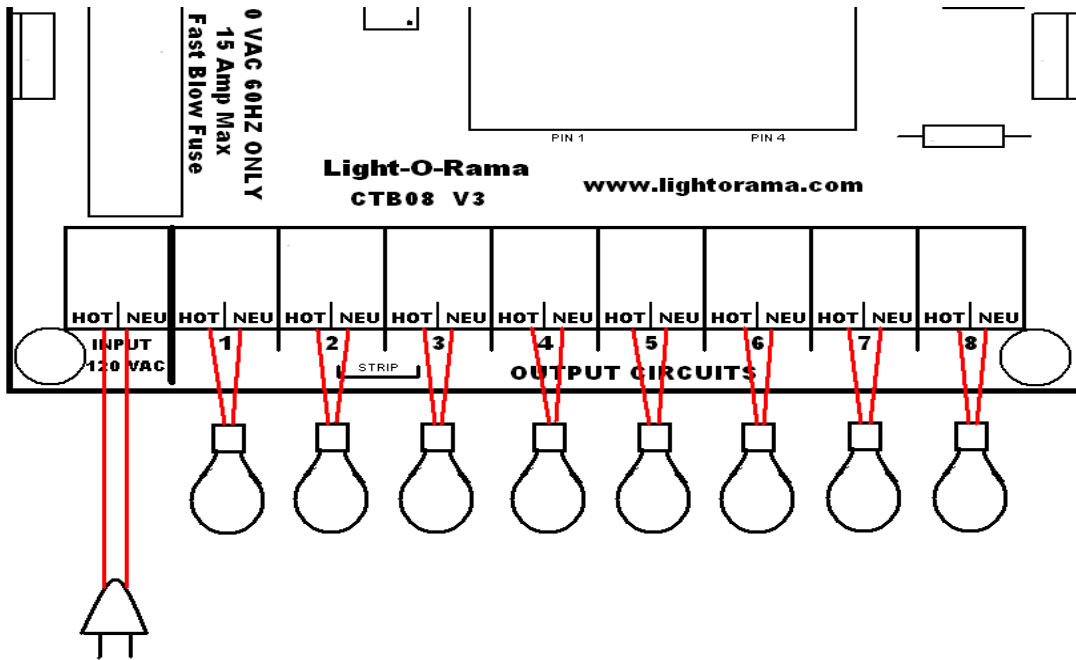 0 VAC 60HZ ONLY
15 Amp Max
Fast Blow Fuse
PIN 1 PIN 4
Light-O-Rama
CTB08 V3
www.lightorama.com
HOT NEU HOT NEU HOT NEU HOT NEU HOT NEU HOT NEU HOT NEU HOT NEU HOT NEU
INPUT 1 2 3 4 5 6 7 8
120 VAC STRIP OUTPUT CIRCUITS